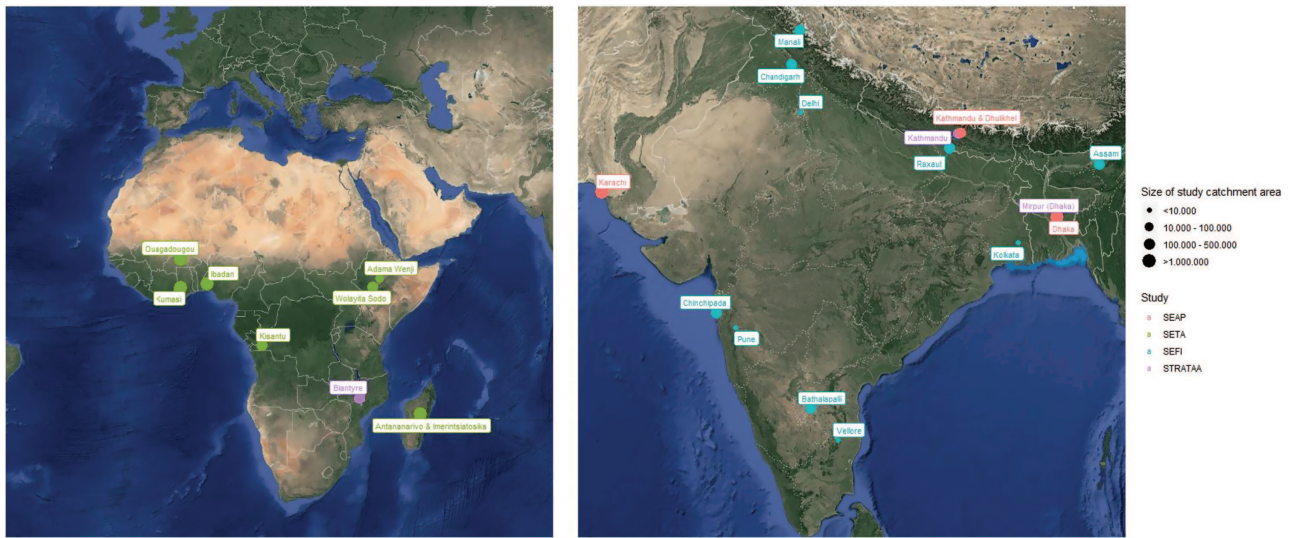 Ouagadougou
Ibadan
Kumasi
Adama Wenji
Wolayita Sodo
Kisantu
Blantyre
Antananarivo & Imerintsiatosika
Manali
Chandigarh
Delhi
Kathmandu & Dhulikhel
Kathmandu
Raxaul
Assam
Karachi
Mirpur (Dhaka)
Dhaka
Kolkata
Chinchipada
Pune
Bathalapalli
Vellore
Size of study catchment area
<10.000
10.000 - 100.000
100.000 - 500.000
>1.000.000
Study
a SEAP
a SETA
a SEFI
a STRATAA